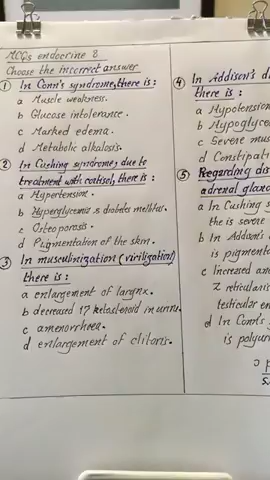 MCQs endocrine 8
Choose the incorrect answer
① In Conn's syndrome, there is:
a Muscle weakness.
b Glucose intolerance.
c Marked edema.
d Metabolic alkalosis.
② In Cushing syndrome, due to
treatment with cortisol, there is:
a Hypertension.
b Hyperglycemia & diabetes mellitus.
c Osteoporosis.
d Pigmentation of the skin.
③ In musculinization (virilization)
there is:
a enlargement of larynx.
b decreased 17 ketosteroid in urine.
c amenorrhea.
d enlargement of clitoris.
④ In Addison's d
there is:
a Hypotension
b Hypoglyce
c Severe mus
d Constipat
⑤ Regarding dis
adrenal gland
a In Cushing s
the is severe
b In Addison's
is pigment
c Increased an
Z reticulari
testicular en
d In Conn's
is polyur